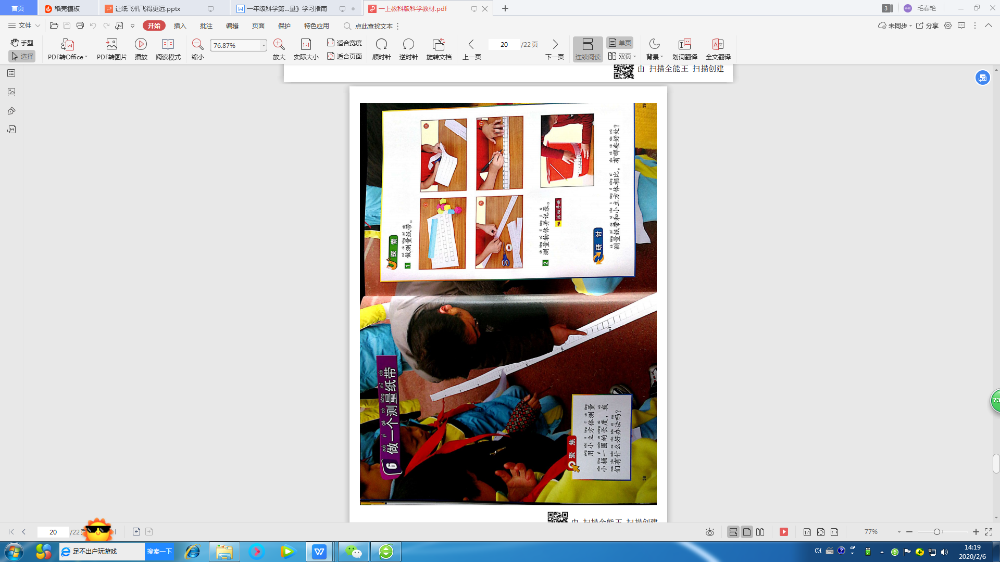 首页
稻壳模板
让纸飞机飞得更远.pptx
一年级科学第...量》学习指南
一上教科版科学教材.pdf
3
毛春艳
文件
开始
插入
批注
编辑
页面
保护
特色应用
点此查找文本
未同步
分享
手型
选择
PDF转Office
PDF转图片
播放
阅读模式
缩小
76.87%
放大
1:1
实际大小
适合宽度
适合页面
顺时针
逆时针
旋转文档
上一页
20
/22页
下一页
连续阅读
单页
双页
背景
划词翻译
全文翻译
由 扫描全能王 扫描创建
探索
1 做测量纸带。
1
2
3
4
2 测量物体并记录。
活动手册
研讨
测量纸带和小立方体相比，有哪些好处？
39
6 做一个测量纸带
zuò yí gè cè liáng zhǐ dài
聚焦
用小立方体测量
小桶一圈的长度，我
们有什么好办法吗？
38
由 扫描全能王 扫描创建
73
20
/22页
77%
足不出户玩游戏
搜索一下
CH
14:19
2020/2/6